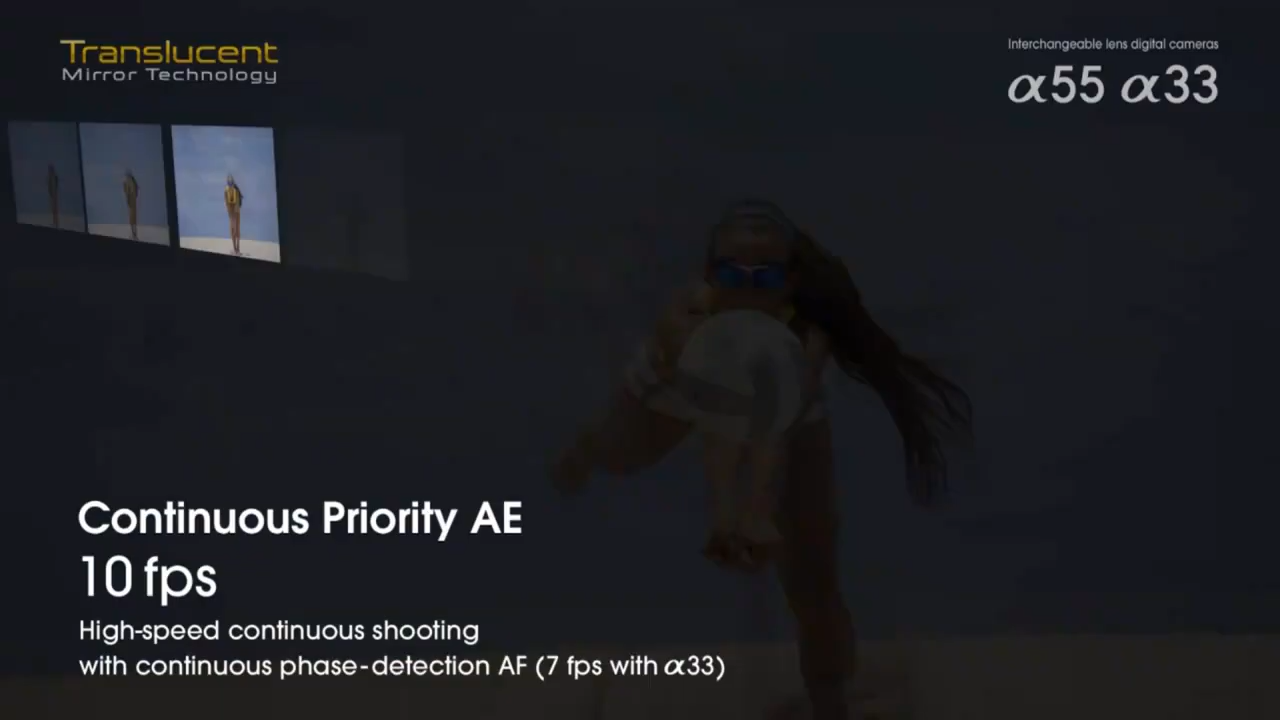 Translucent
Mirror Technology
Interchangeable lens digital cameras
α55 α33
Continuous Priority AE
10 fps
High-speed continuous shooting
with continuous phase-detection AF (7 fps with α33)